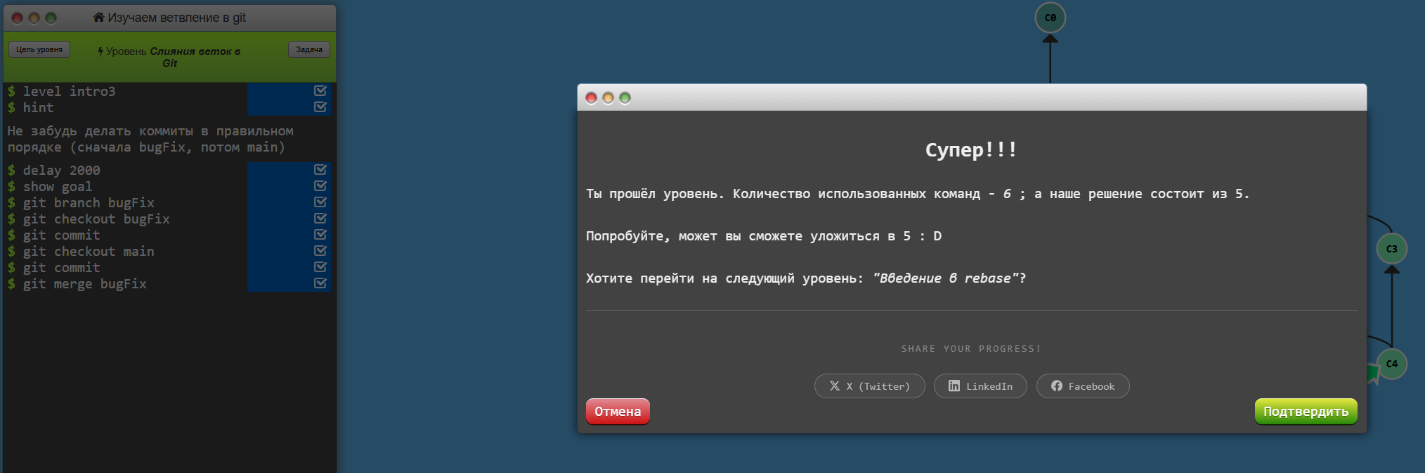 Изучаем ветвление в git
Цель уровня
Уровень Слияния веток в
Git
Задача
$ level intro3
$ hint
Не забудь делать коммиты в правильном
порядке (сначала bugFix, потом main)
$ delay 2000
$ show goal
$ git branch bugFix
$ git checkout bugFix
$ git commit
$ git checkout main
$ git commit
$ git merge bugFix
C0
Супер!!!
Ты прошёл уровень. Количество использованных команд - 6 ; а наше решение состоит из 5.
Попробуйте, может вы сможете уложиться в 5 : D
Хотите перейти на следующий уровень: "Введение в rebase"?
SHARE YOUR PROGRESS!
X (Twitter)
LinkedIn
Facebook
Отмена
Подтвердить
C3
C4